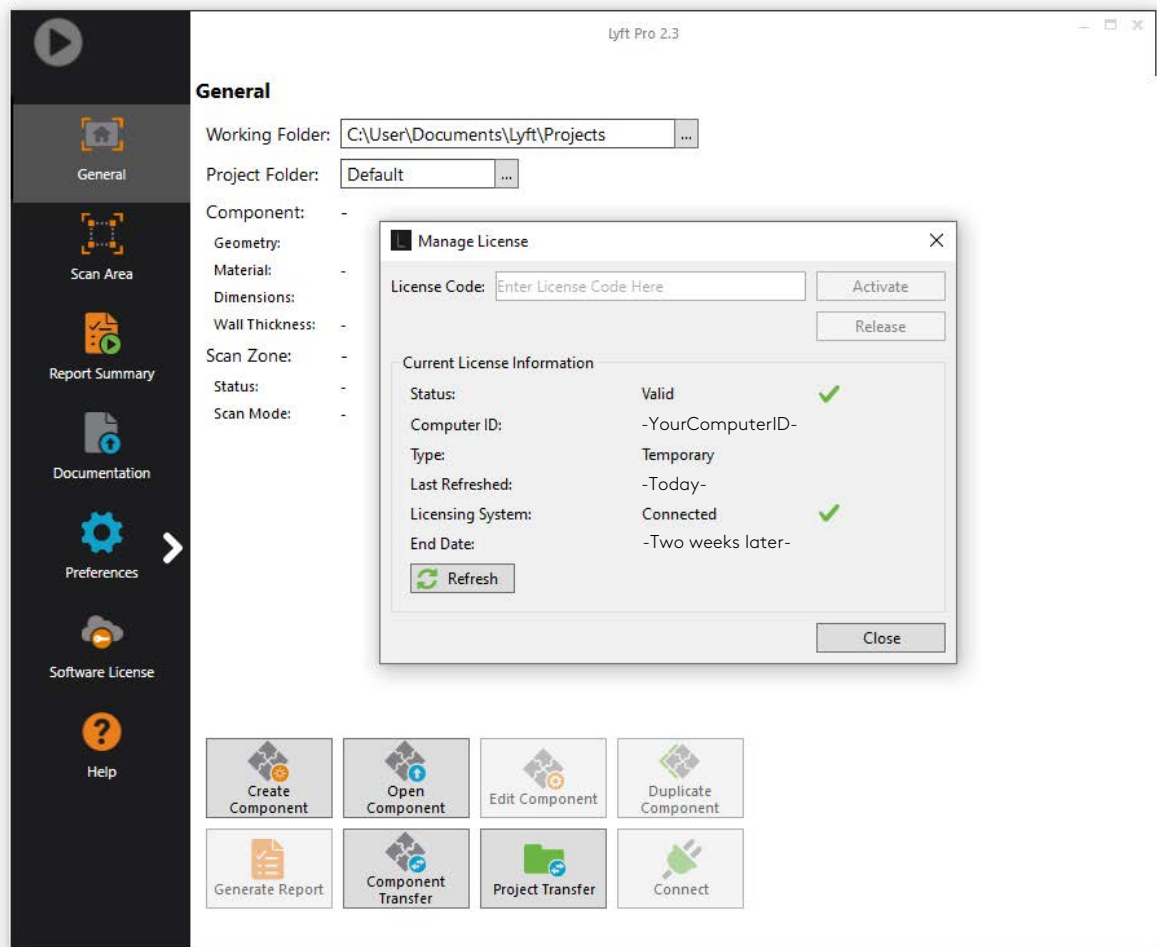 Lyft Pro 2.3
General
Scan Area
Report Summary
Documentation
Preferences
Software License
Help
General
Working Folder: C:\User\Documents\Lyft\Projects ...
Project Folder: Default ...
Component: -
Geometry:
Material: -
Dimensions:
Wall Thickness: -
Scan Zone: -
Status: -
Scan Mode: -
Manage License
License Code: Enter License Code Here Activate
Release
Current License Information
Status: Valid
Computer ID: -YourComputerID-
Type: Temporary
Last Refreshed: -Today-
Licensing System: Connected
End Date: -Two weeks later-
Refresh
Close
Create
Component
Open
Component
Edit Component
Duplicate
Component
Generate Report
Component
Transfer
Project Transfer
Connect